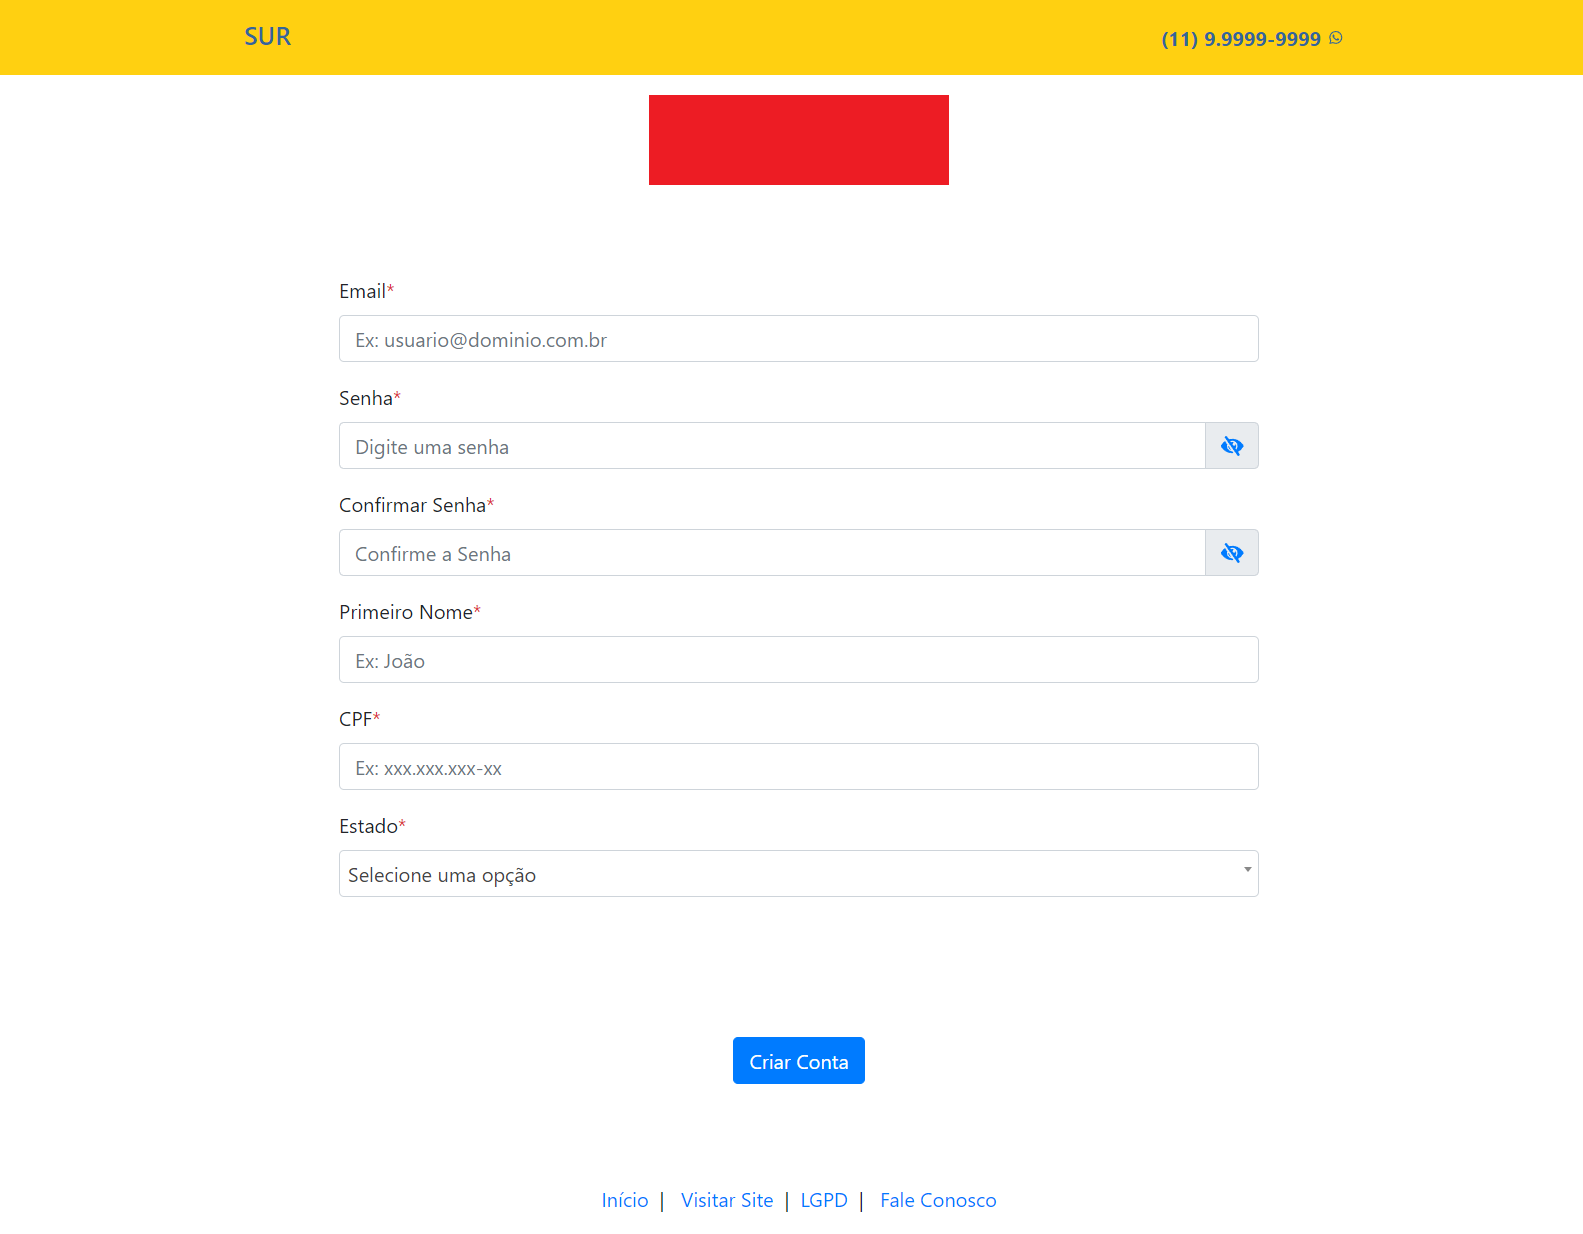 SUR
(11) 9.9999-9999
Email*
Ex: usuario@dominio.com.br
Senha*
Digite uma senha
Confirmar Senha*
Confirme a Senha
Primeiro Nome*
Ex: João
CPF*
Ex: xxx.xxx.xxx-xx
Estado*
Selecione uma opção
Criar Conta
Início | Visitar Site | LGPD | Fale Conosco